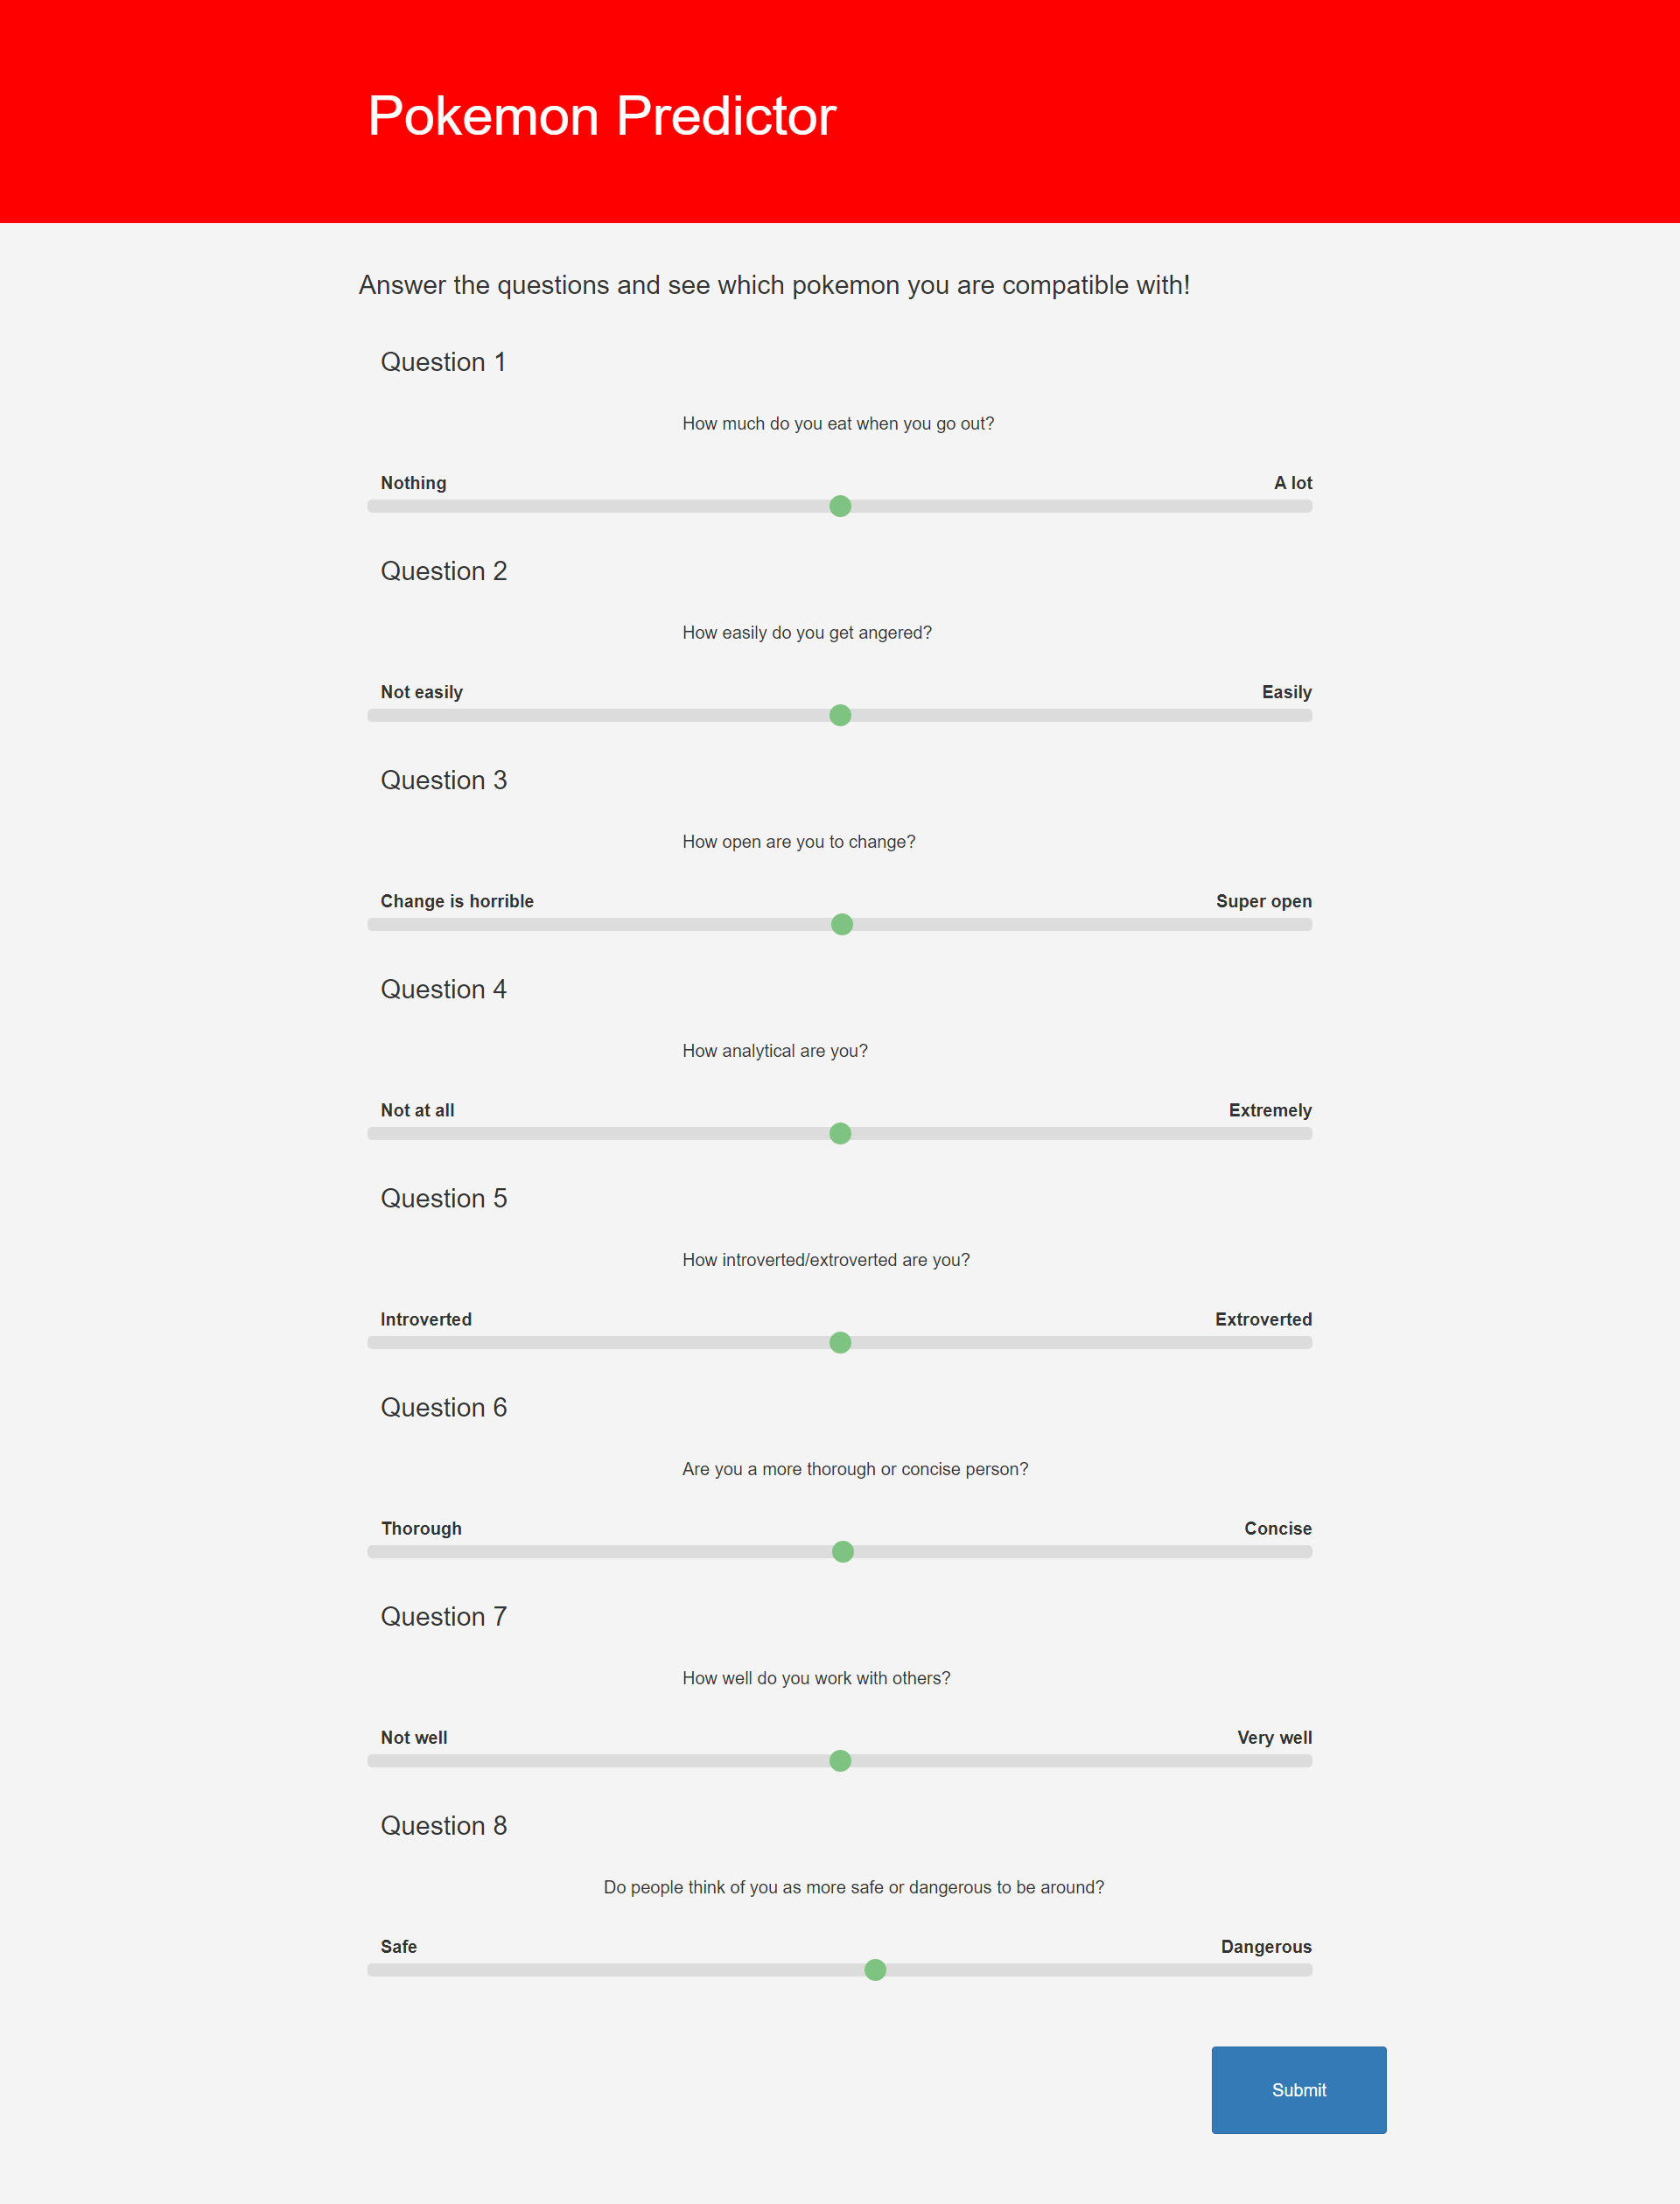 Pokemon Predictor
Answer the questions and see which pokemon you are compatible with!
Question 1
How much do you eat when you go out?
Nothing A lot
Question 2
How easily do you get angered?
Not easily Easily
Question 3
How open are you to change?
Change is horrible Super open
Question 4
How analytical are you?
Not at all Extremely
Question 5
How introverted/extroverted are you?
Introverted Extroverted
Question 6
Are you a more thorough or concise person?
Thorough Concise
Question 7
How well do you work with others?
Not well Very well
Question 8
Do people think of you as more safe or dangerous to be around?
Safe Dangerous
Submit